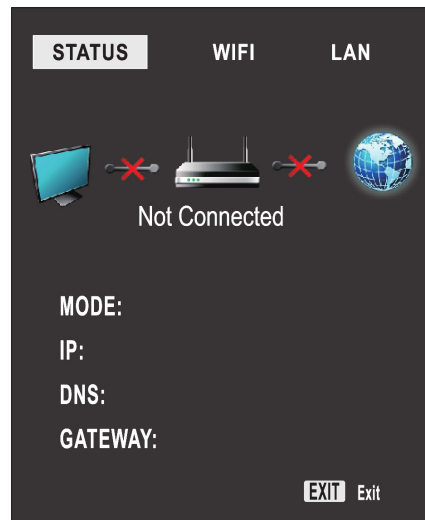 STATUS WIFI LAN
Not Connected
MODE:
IP:
DNS:
GATEWAY:
EXIT Exit